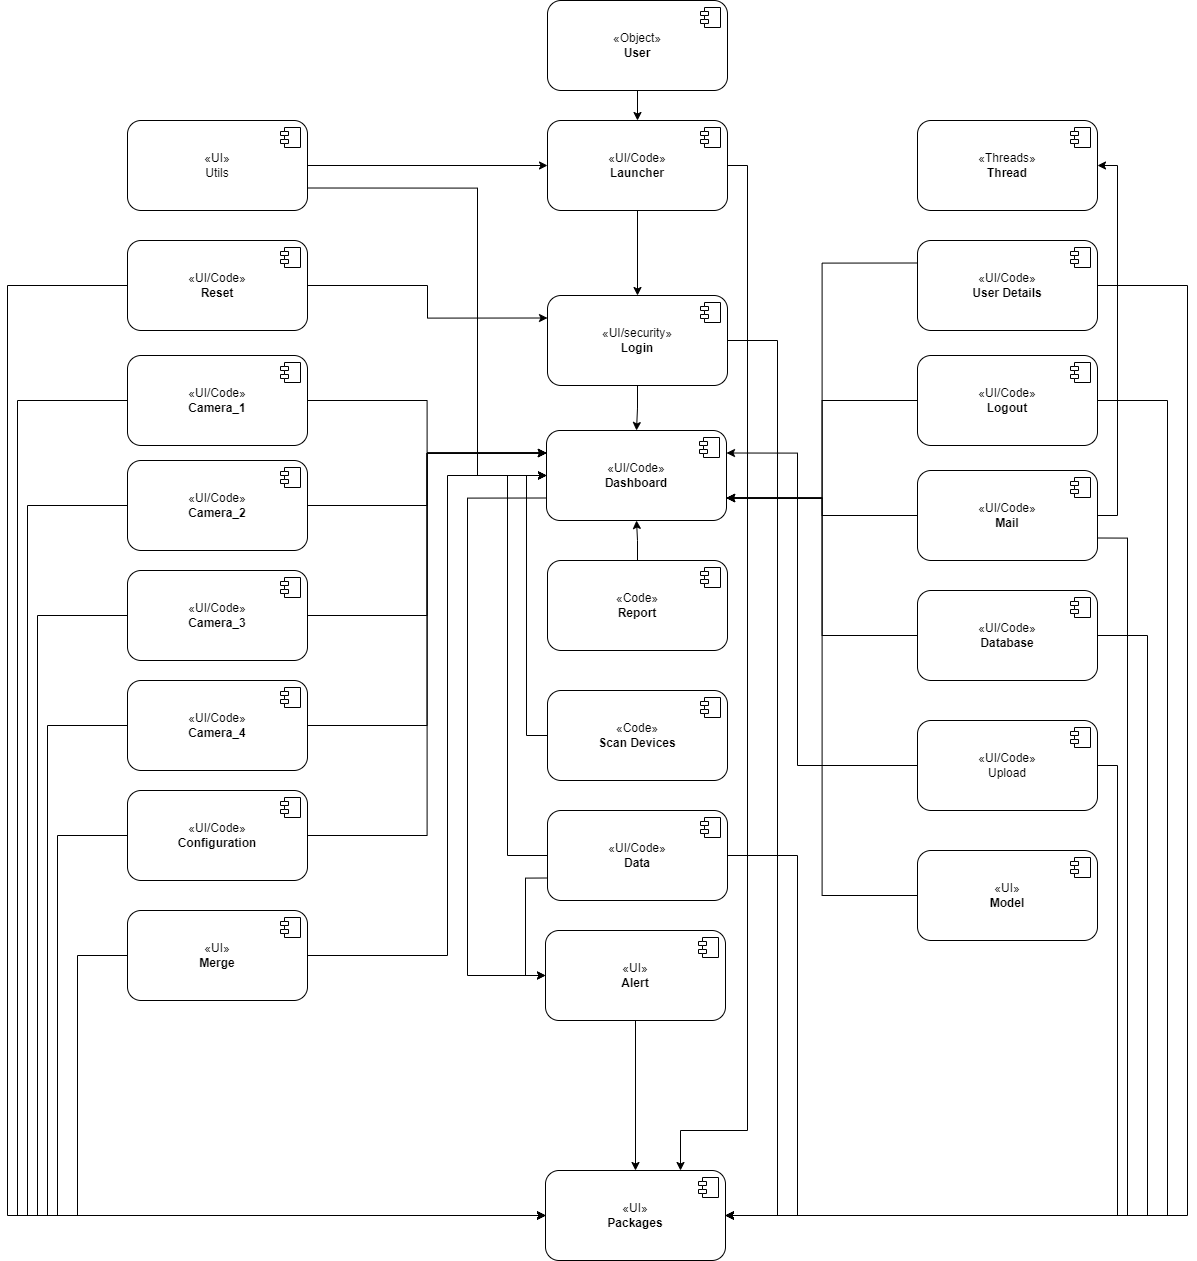 «Object»
User
«UI»
Utils
«UI/Code»
Launcher
«Threads»
Thread
«UI/Code»
Reset
«UI/security»
Login
«UI/Code»
User Details
«UI/Code»
Camera_1
«UI/Code»
Logout
«UI/Code»
Camera_2
«UI/Code»
Dashboard
«UI/Code»
Mail
«UI/Code»
Camera_3
«Code»
Report
«UI/Code»
Database
«UI/Code»
Camera_4
«Code»
Scan Devices
«UI/Code»
Upload
«UI/Code»
Configuration
«UI/Code»
Data
«UI»
Model
«UI»
Merge
«UI»
Alert
«UI»
Packages